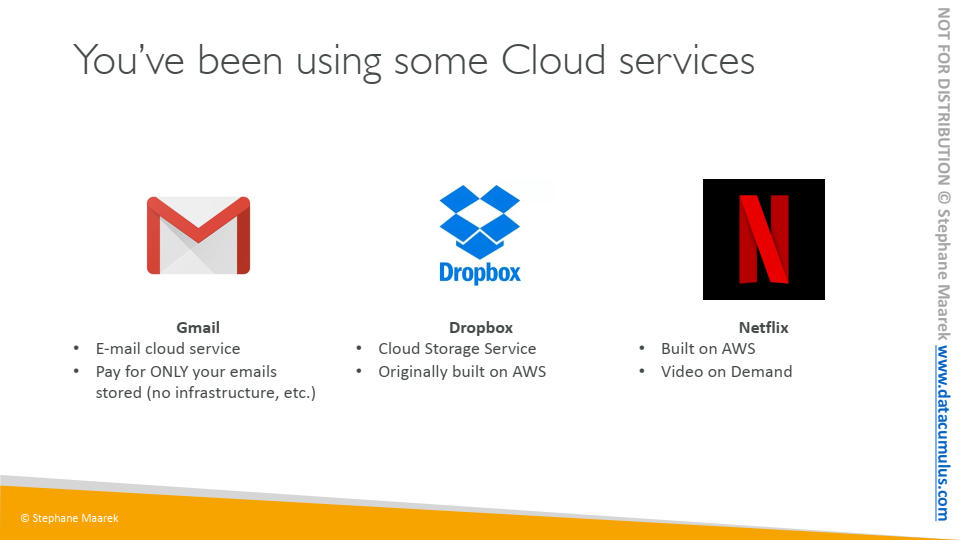 You've been using some Cloud services
Dropbox
Gmail
• E-mail cloud service
• Pay for ONLY your emails
stored (no infrastructure, etc.)
Dropbox
• Cloud Storage Service
• Originally built on AWS
Netflix
• Built on AWS
• Video on Demand
© Stephane Maarek
NOT FOR DISTRIBUTION © Stephane Maarek www.datacumulus.com